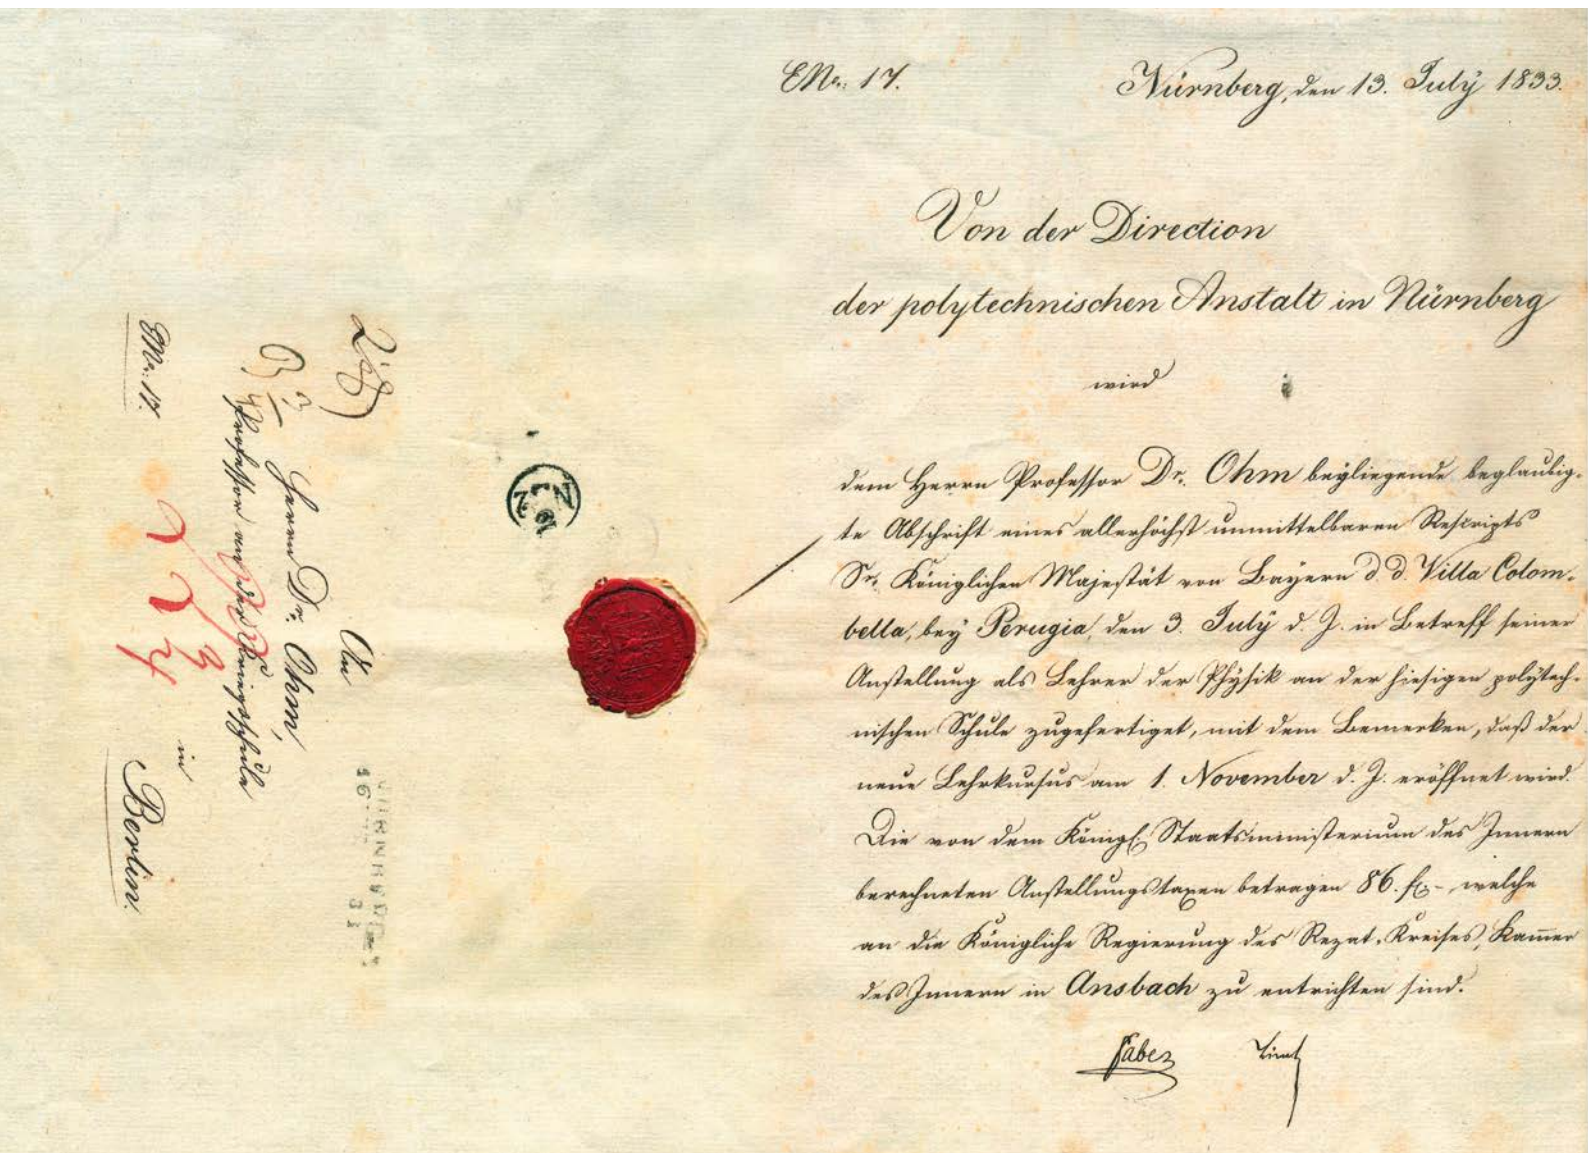 ENr. 17.
Nürnberg, den 13. July 1833.
Von der Direction
der polytechnischen Anstalt in Nürnberg
wird
dem Herrn Professor Dr. Ohm beyliegende beglaubig-
te Abschrift eines allerhöchst unmittelbaren Rescripts
Sr. Königlichen Majestät von Bayern d. d. Villa Colom-
bella, bey Perugia, den 3. July d. J. in Betreff seiner
Anstellung als Lehrer der Physik an der hiesigen polytech-
nischen Schule zugefertiget, mit dem Bemerken, daß der
neue Lehrkursus am 1. November d. J. eröffnet wird.
Die von dem Königl. Staatsministerium des Innern
berechneten Anstellungstaxen betragen 86. fl. – welche
an die Königliche Regierung des Rezat-Kreises, Kammer
des Innern in Ansbach zu entrichten sind.
Faber
An
Herrn Dr. Ohm,
Professor an der Kriegsschule
in
Berlin.
ENr. 17.